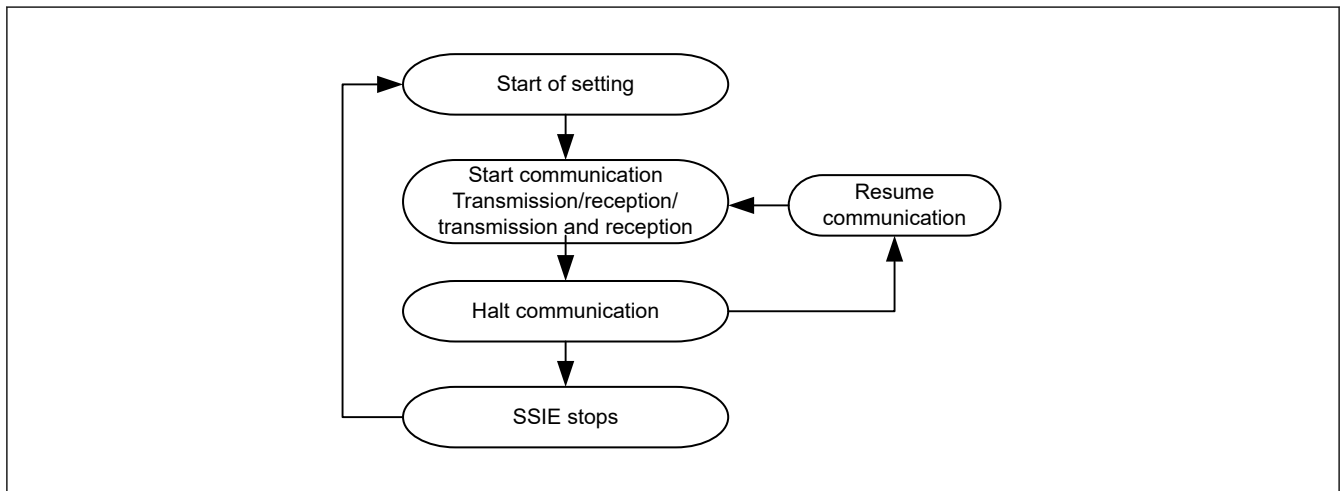 Start of setting
Start communication
Transmission/reception/
transmission and reception
Resume
communication
Halt communication
SSIE stops